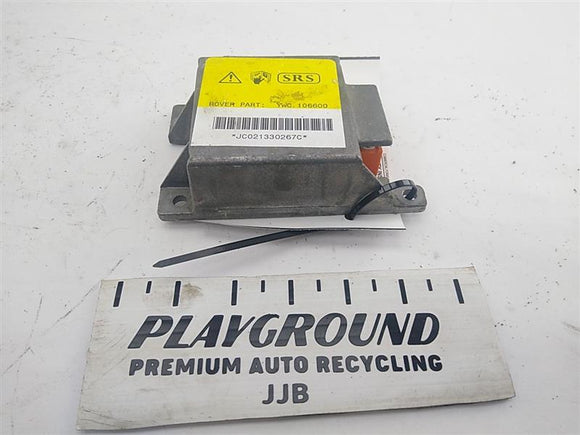 SRS
ROVER PART: YWC.106600
*JC021330267C*
PLAYGROUND
PREMIUM AUTO RECYCLING
JJB